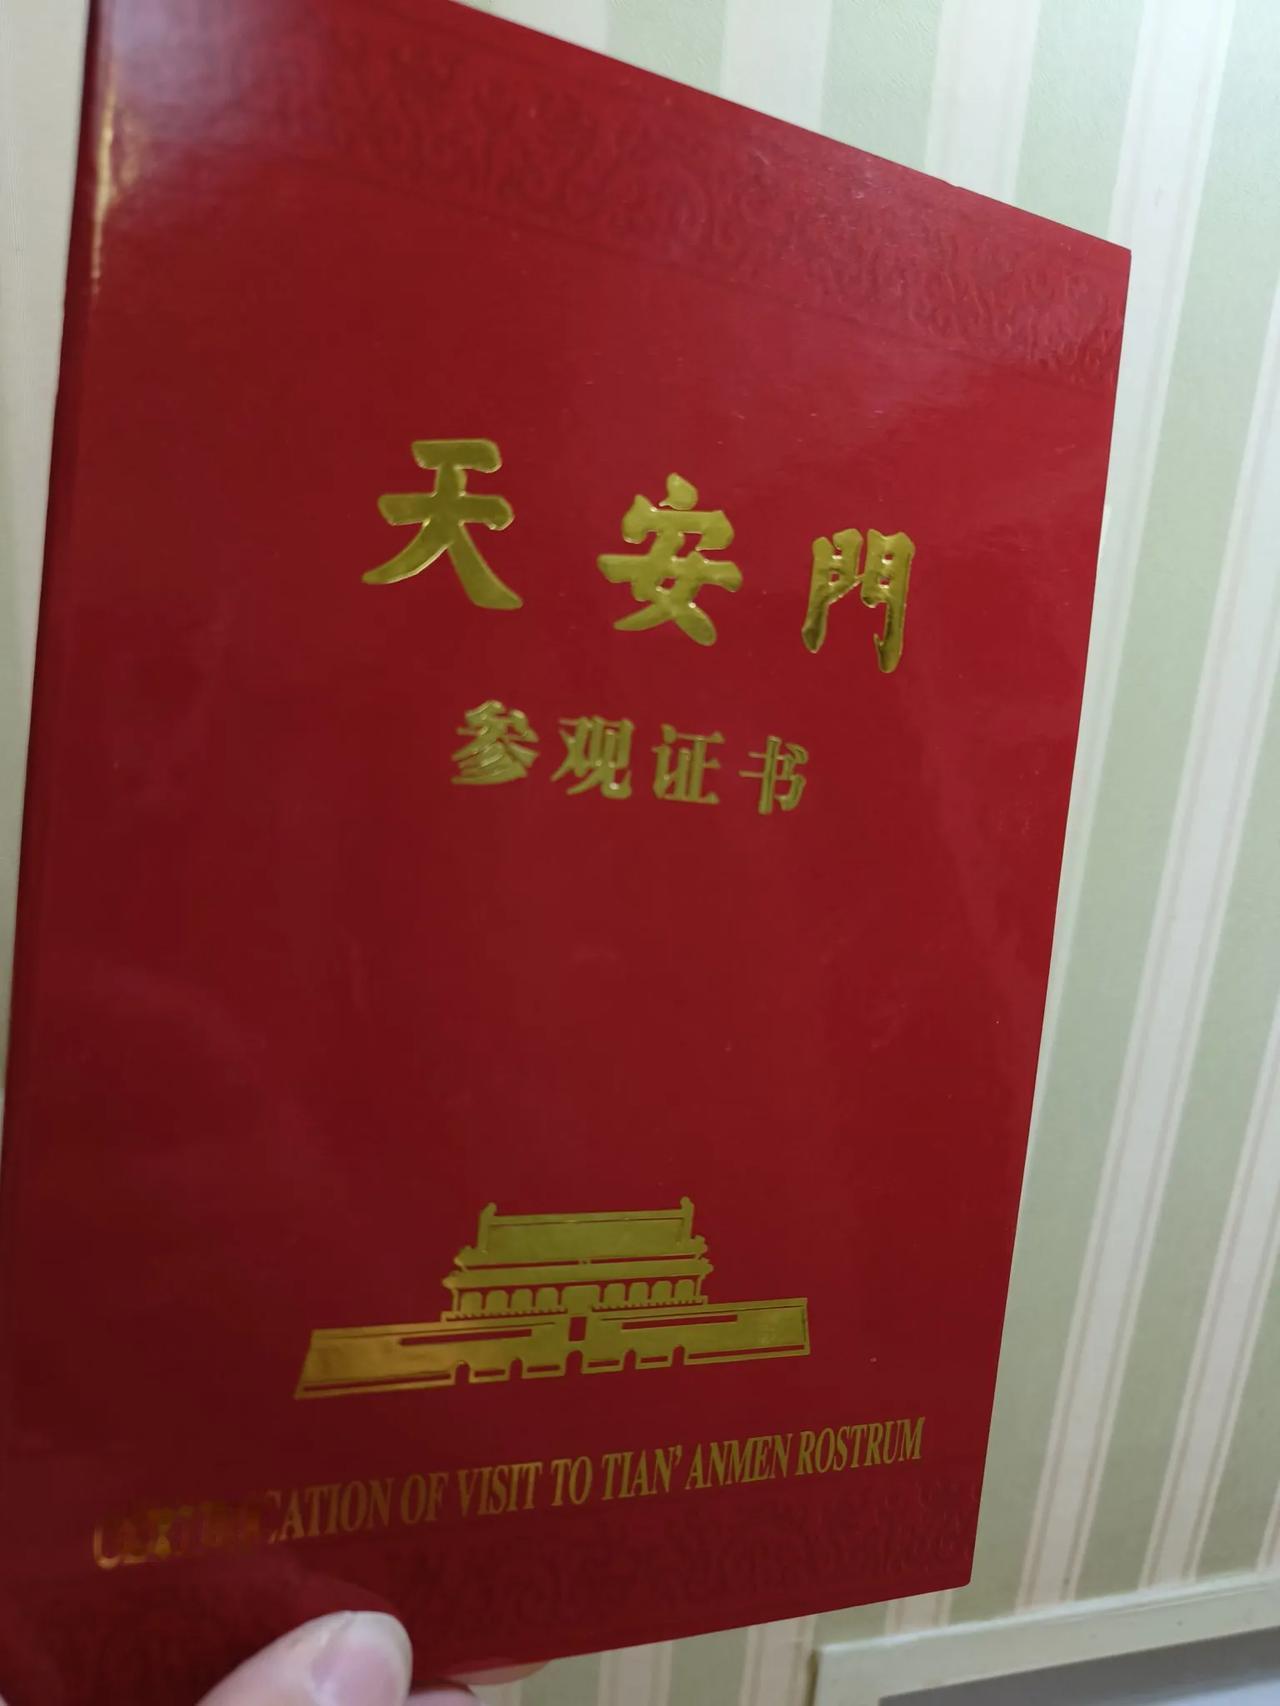 天安門
参观证书
CERTIFICATION OF VISIT TO TIAN'ANMEN ROSTRUM